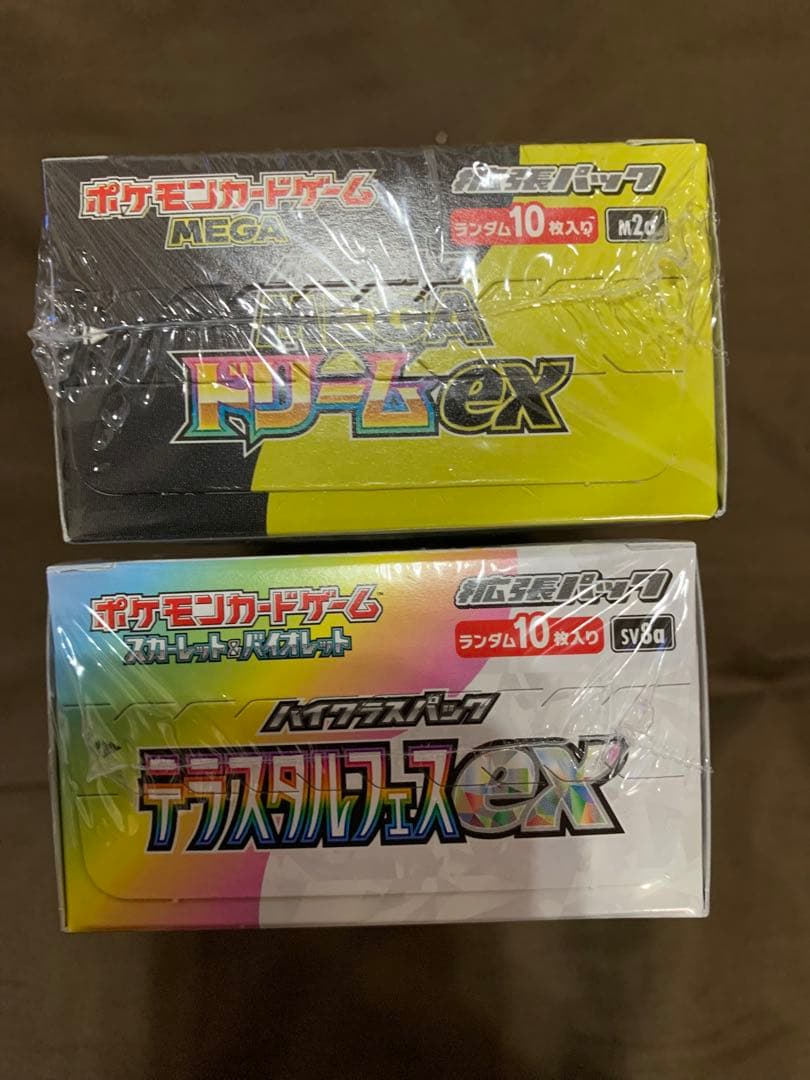 ポケモンカードゲーム
MEGA
拡張パック
ランダム10枚入り
M2a
MEGA
ドリームex
ポケモンカードゲーム™
スカーレット&バイオレット
拡張パック
ランダム10枚入り
SV8a
ハイクラスパック
テラスタルフェスex